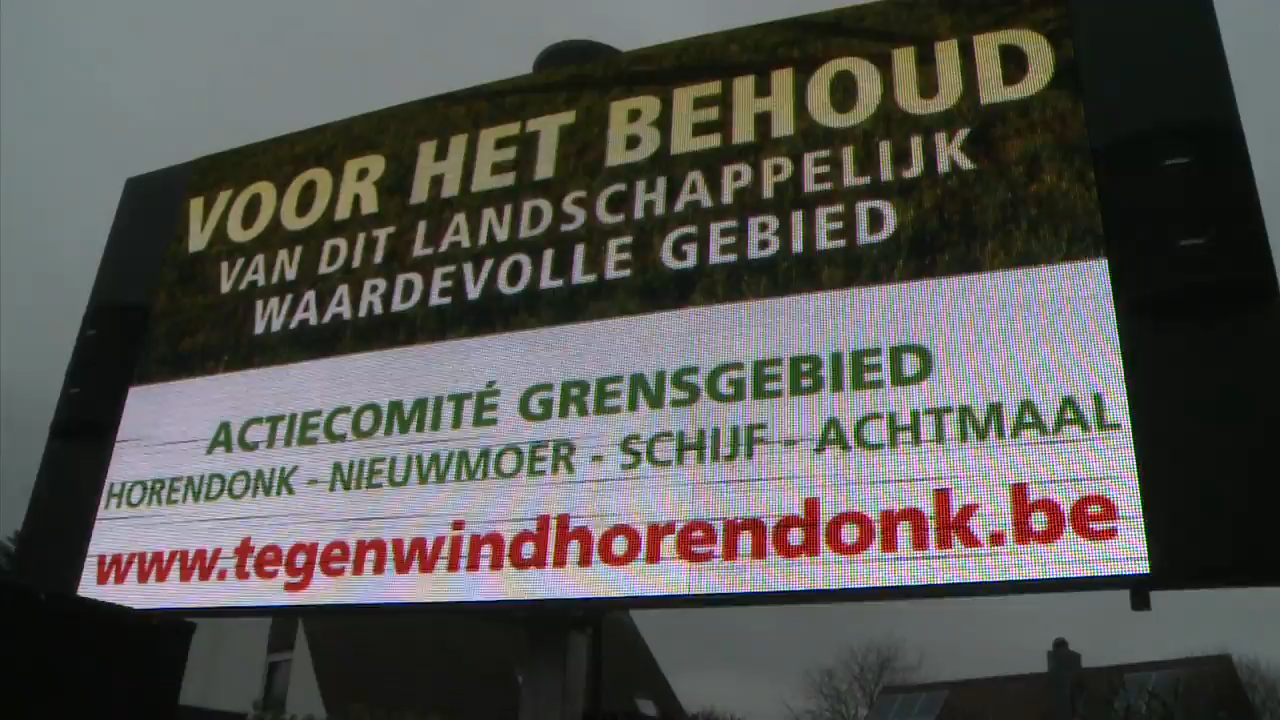 VOOR HET BEHOUD
VAN DIT LANDSCHAPPELIJK
WAARDEVOLLE GEBIED
ACTIECOMITÉ GRENSGEBIED
HORENDONK - NIEUWMOER - SCHIJF - ACHTMAAL
www.tegenwindhorendonk.be